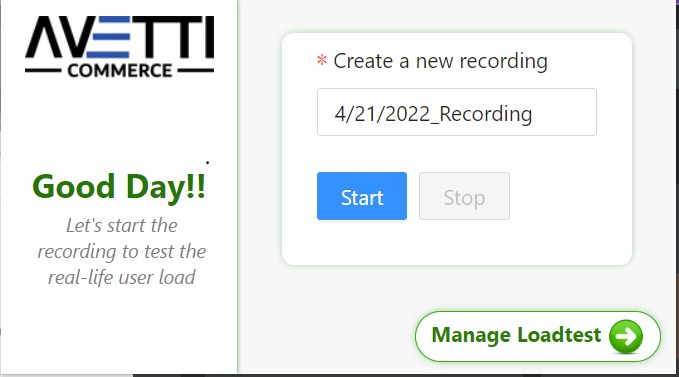 AVETTI
COMMERCE
Good Day!!
Let's start the
recording to test the
real-life user load
* Create a new recording
4/21/2022_Recording
Start
Stop
Manage Loadtest